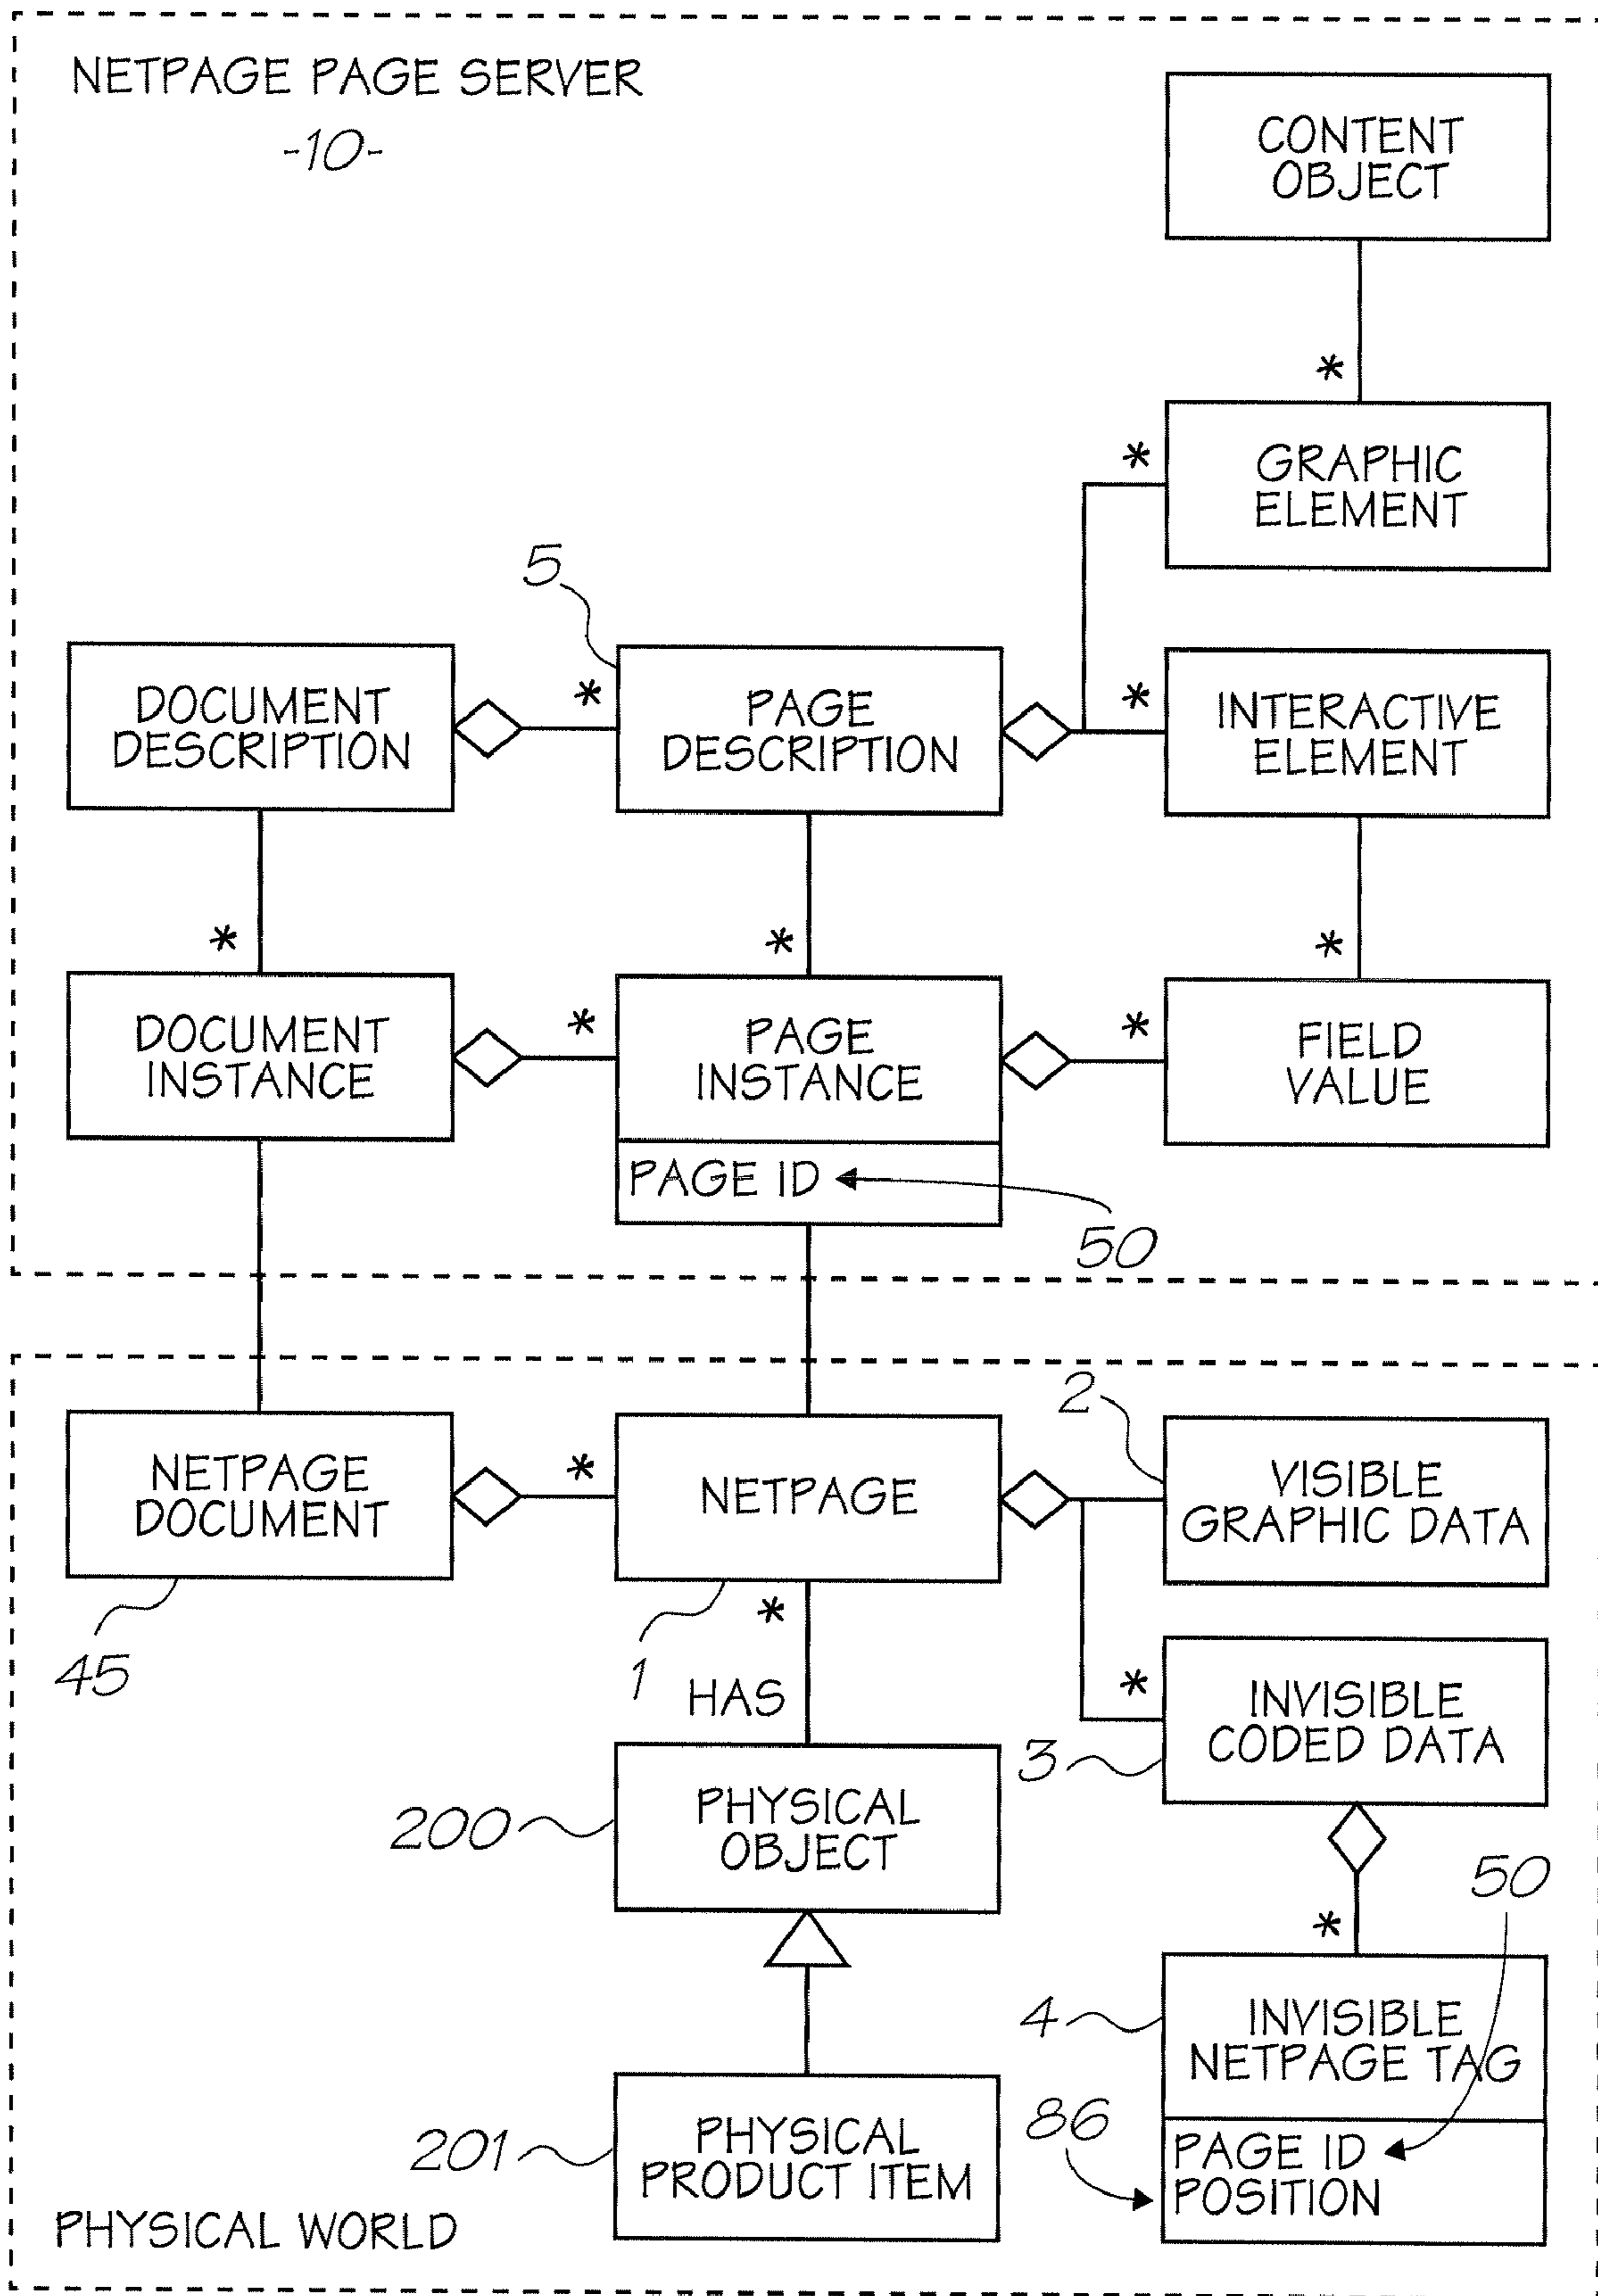 NETPAGE PAGE SERVER
-10-
CONTENT
OBJECT
*
*
GRAPHIC
ELEMENT
5
DOCUMENT
DESCRIPTION
*
PAGE
DESCRIPTION
*
INTERACTIVE
ELEMENT
*
*
*
DOCUMENT
INSTANCE
*
PAGE
INSTANCE
*
FIELD
VALUE
PAGE ID
50
2
NETPAGE
DOCUMENT
*
NETPAGE
VISIBLE
GRAPHIC DATA
45
*
1
HAS
*
INVISIBLE
CODED DATA
3
200
PHYSICAL
OBJECT
50
*
4
INVISIBLE
NETPAGE TAG
86
PAGE ID
POSITION
201
PHYSICAL
PRODUCT ITEM
PHYSICAL WORLD